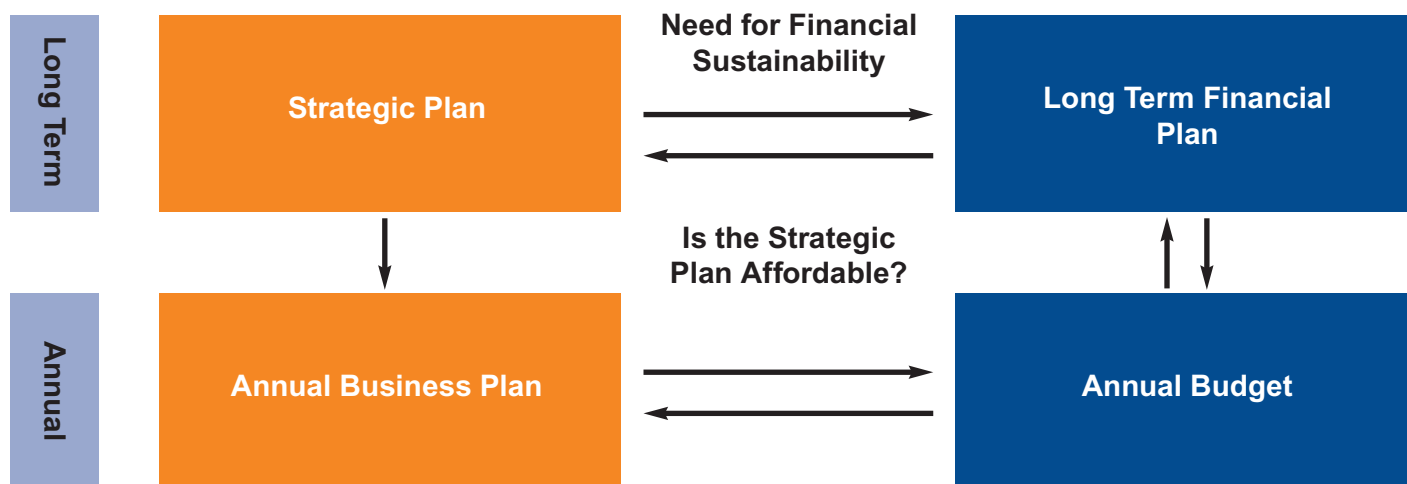 Long Term
Strategic Plan
Need for Financial
Sustainability
Long Term Financial
Plan
Is the Strategic
Plan Affordable?
Annual
Annual Business Plan
Annual Budget